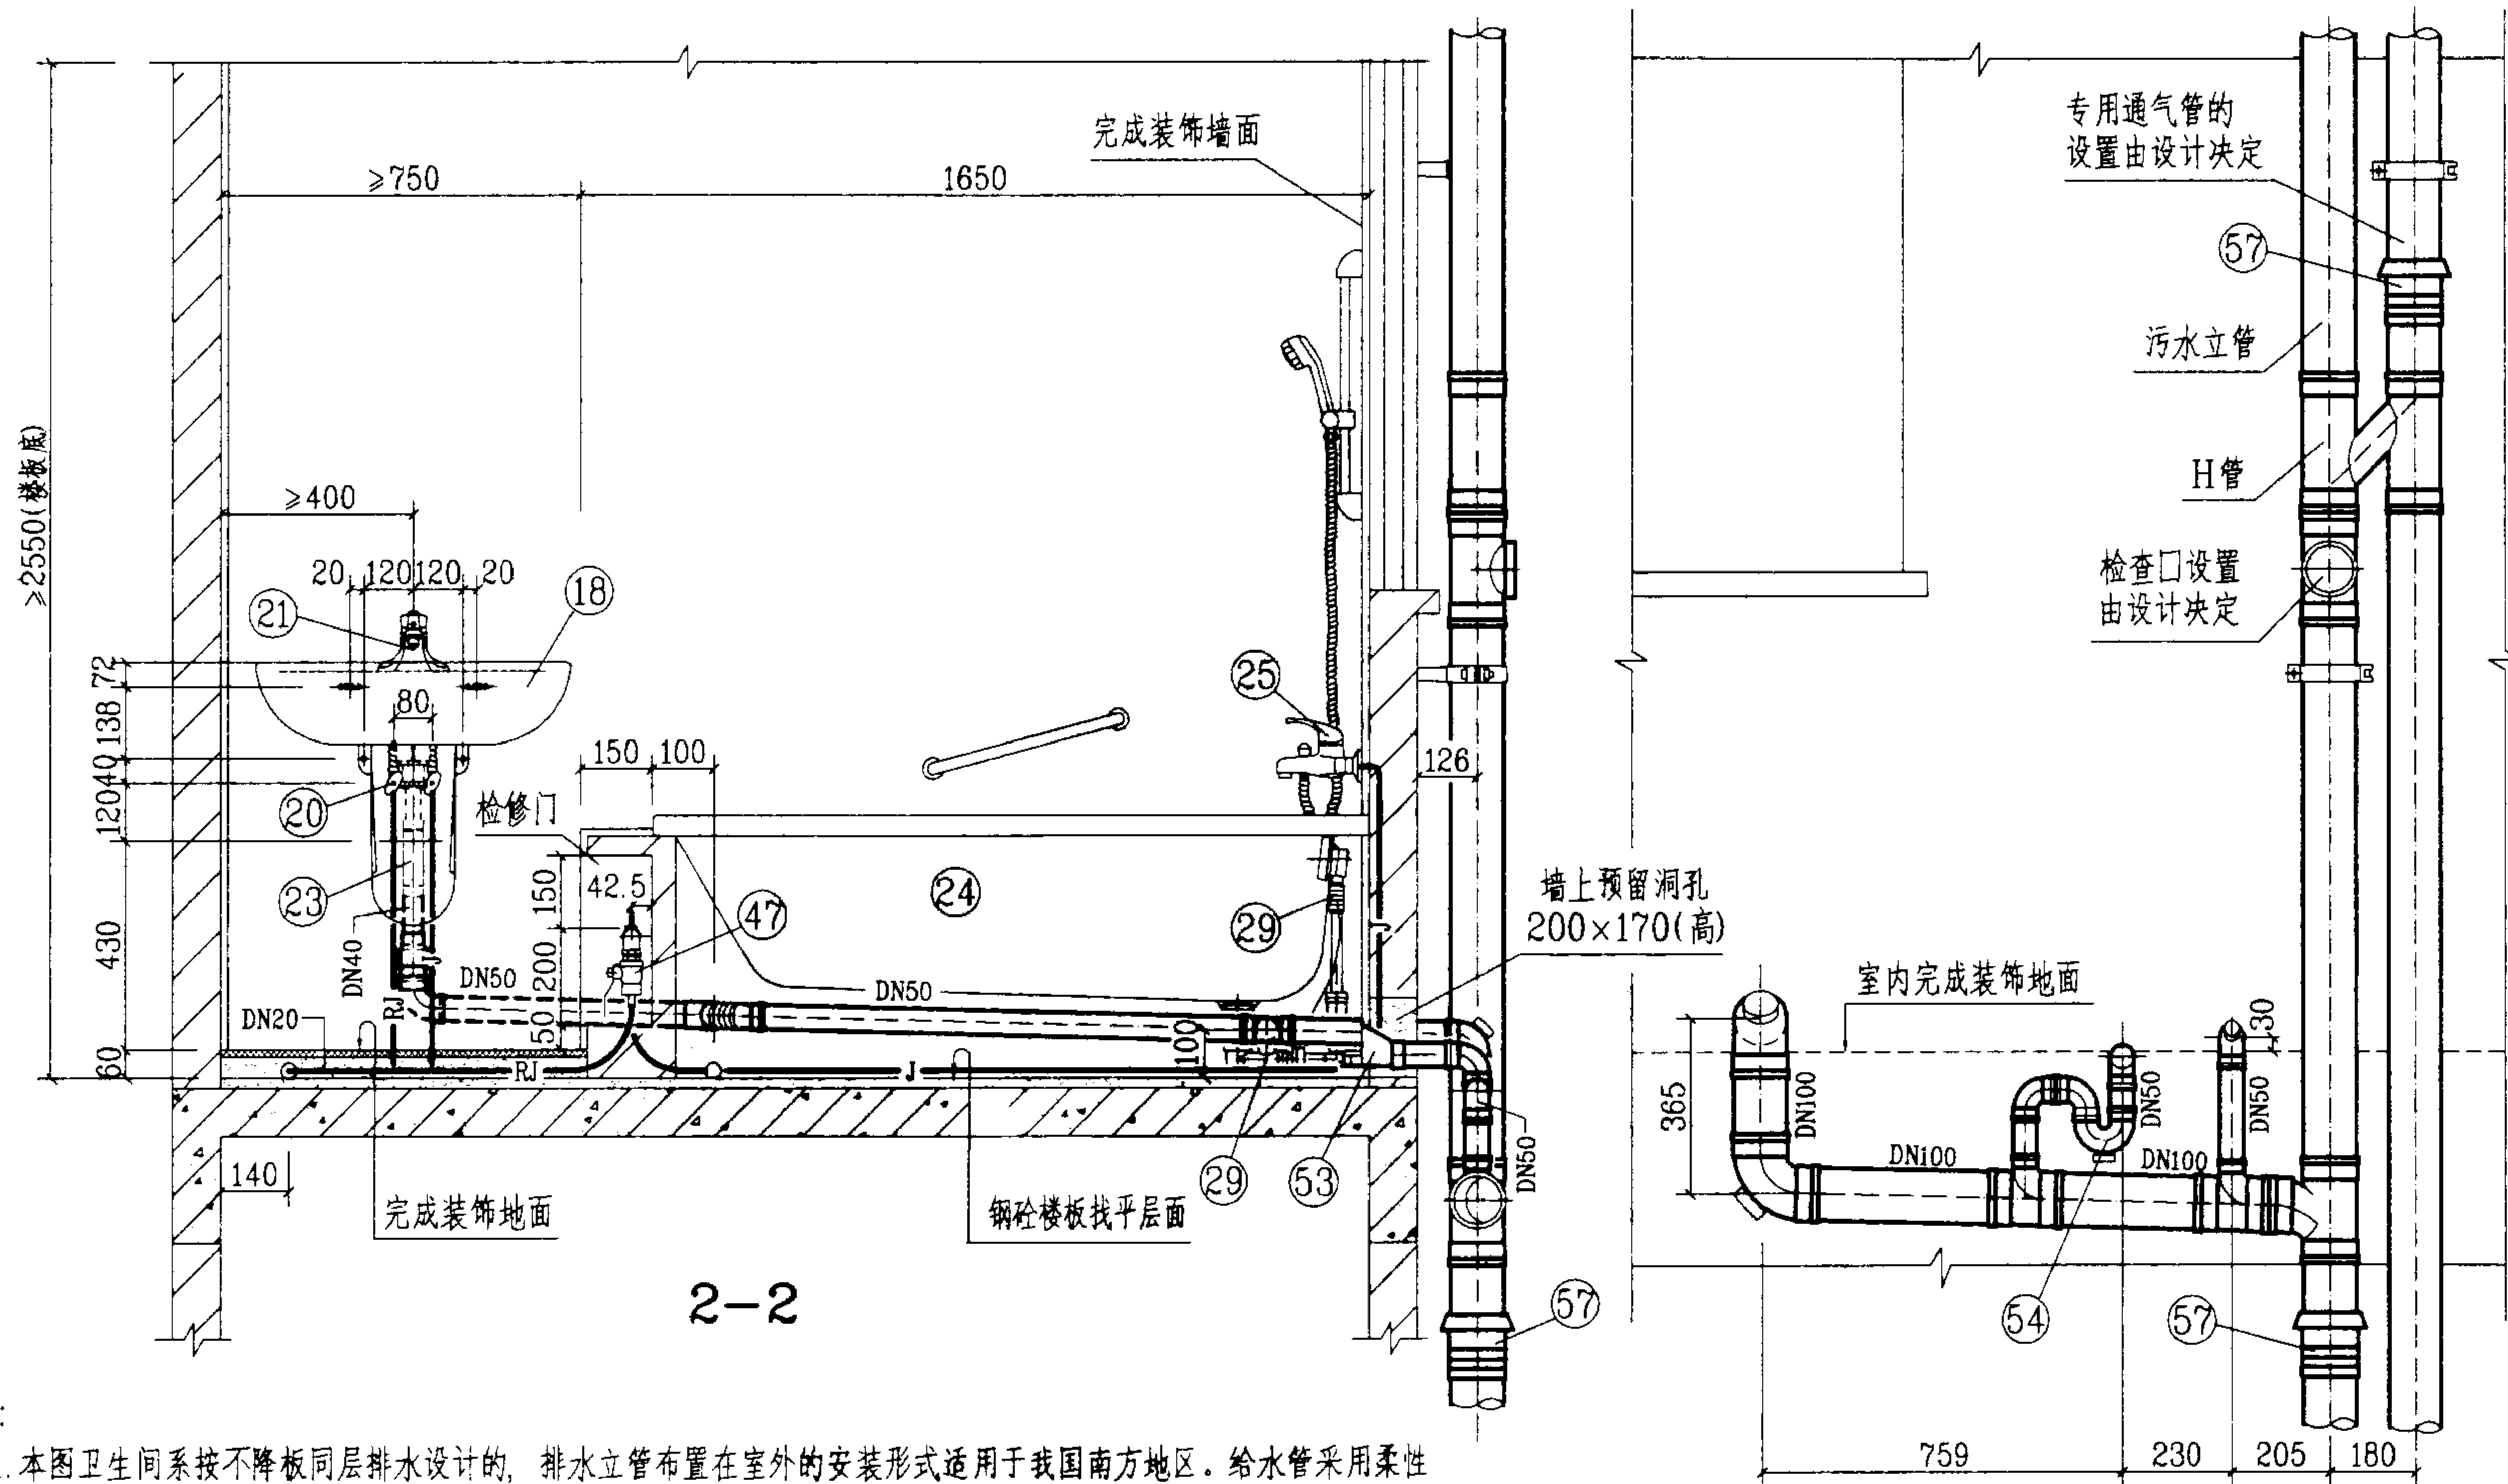 完成装饰墙面
≥750
1650
≥2550(楼板底)
≥400
20
120
120
20
18
21
72
138
40
120
430
60
80
20
23
DN40
DN50
DN20
RJ
J
RJ
检修门
150
100
42.5
150
200
50
47
24
25
29
DN50
J
J
100
126
墙上预留洞孔
200×170(高)
140
完成装饰地面
钢砼楼板找平层面
29
53
DN50
57
2-2
专用通气管的
设置由设计决定
57
污水立管
H管
检查口设置
由设计决定
室内完成装饰地面
30
365
DN100
DN50
DN50
DN100
DN100
54
57
759
230
205
180
:
.本图卫生间系按不降板同层排水设计的, 排水立管布置在室外的安装形式适用于我国南方地区。给水管采用柔性